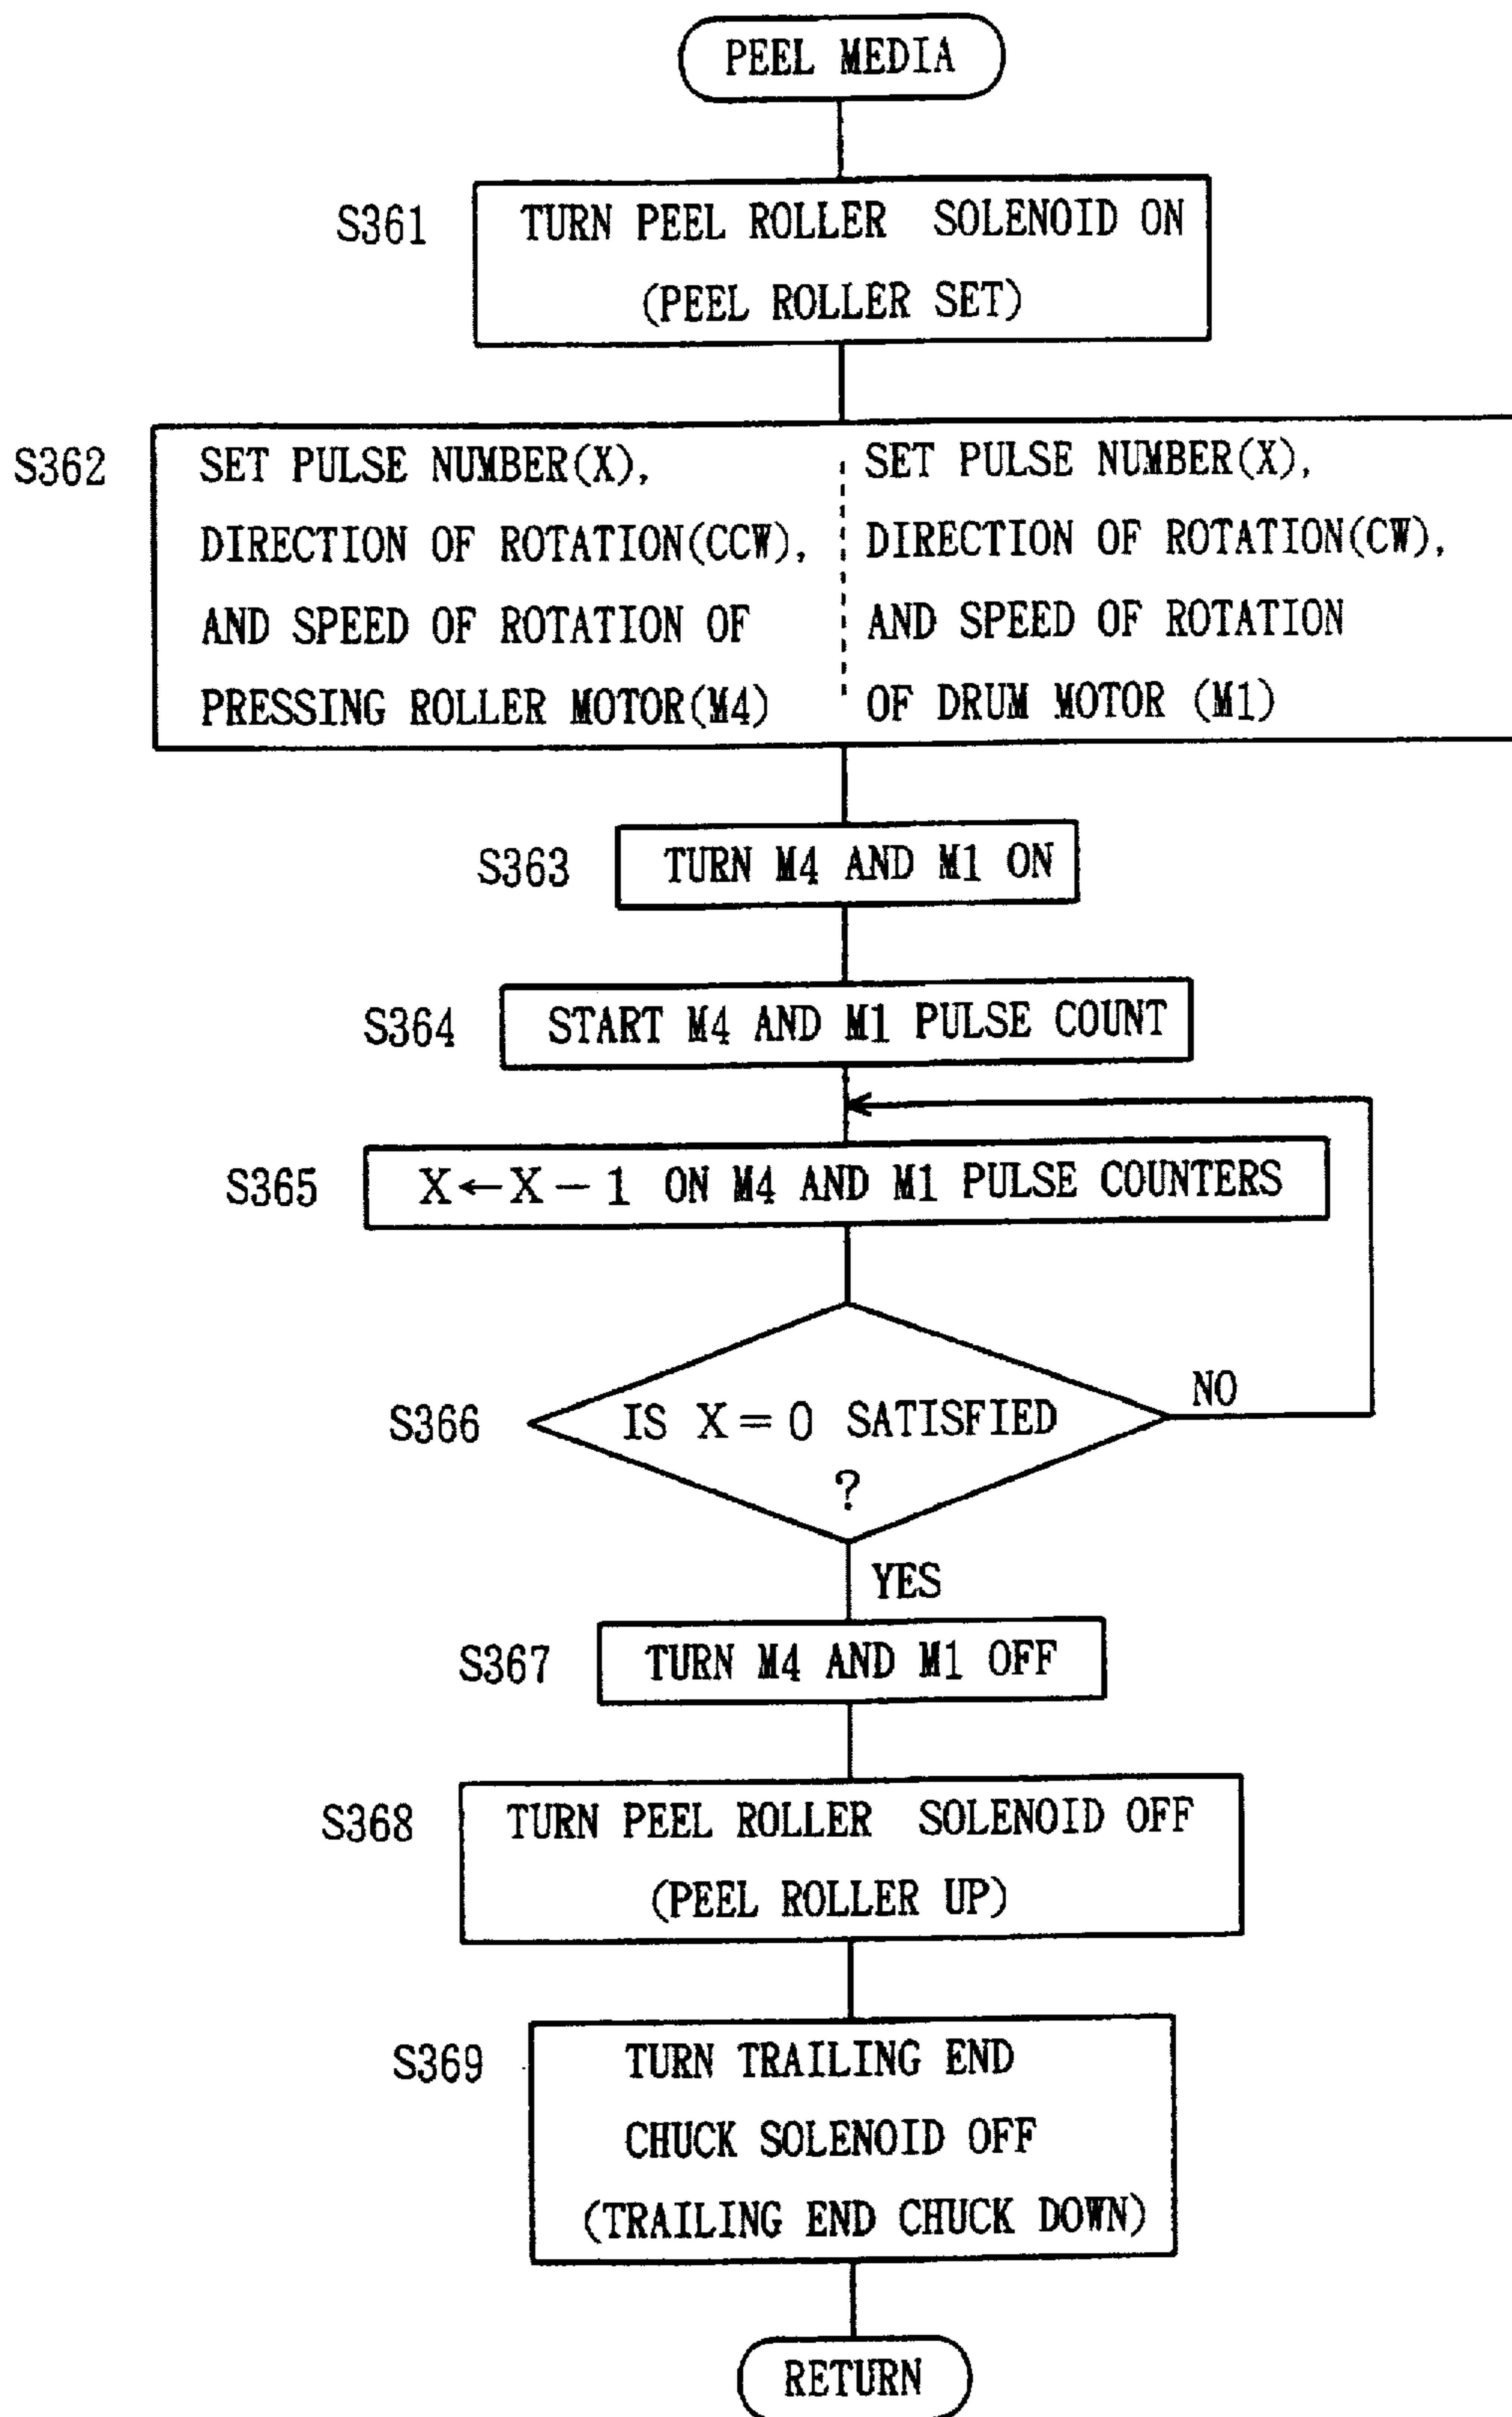 PEEL MEDIA
S361
TURN PEEL ROLLER SOLENOID ON
(PEEL ROLLER SET)
S362
SET PULSE NUMBER(X),
DIRECTION OF ROTATION(CCW),
AND SPEED OF ROTATION OF
PRESSING ROLLER MOTOR(M4)
SET PULSE NUMBER(X),
DIRECTION OF ROTATION(CW),
AND SPEED OF ROTATION
OF DRUM MOTOR (M1)
S363
TURN M4 AND M1 ON
S364
START M4 AND M1 PULSE COUNT
S365
X←X-1 ON M4 AND M1 PULSE COUNTERS
S366
IS X=0 SATISFIED
?
NO
YES
S367
TURN M4 AND M1 OFF
S368
TURN PEEL ROLLER SOLENOID OFF
(PEEL ROLLER UP)
S369
TURN TRAILING END
CHUCK SOLENOID OFF
(TRAILING END CHUCK DOWN)
RETURN